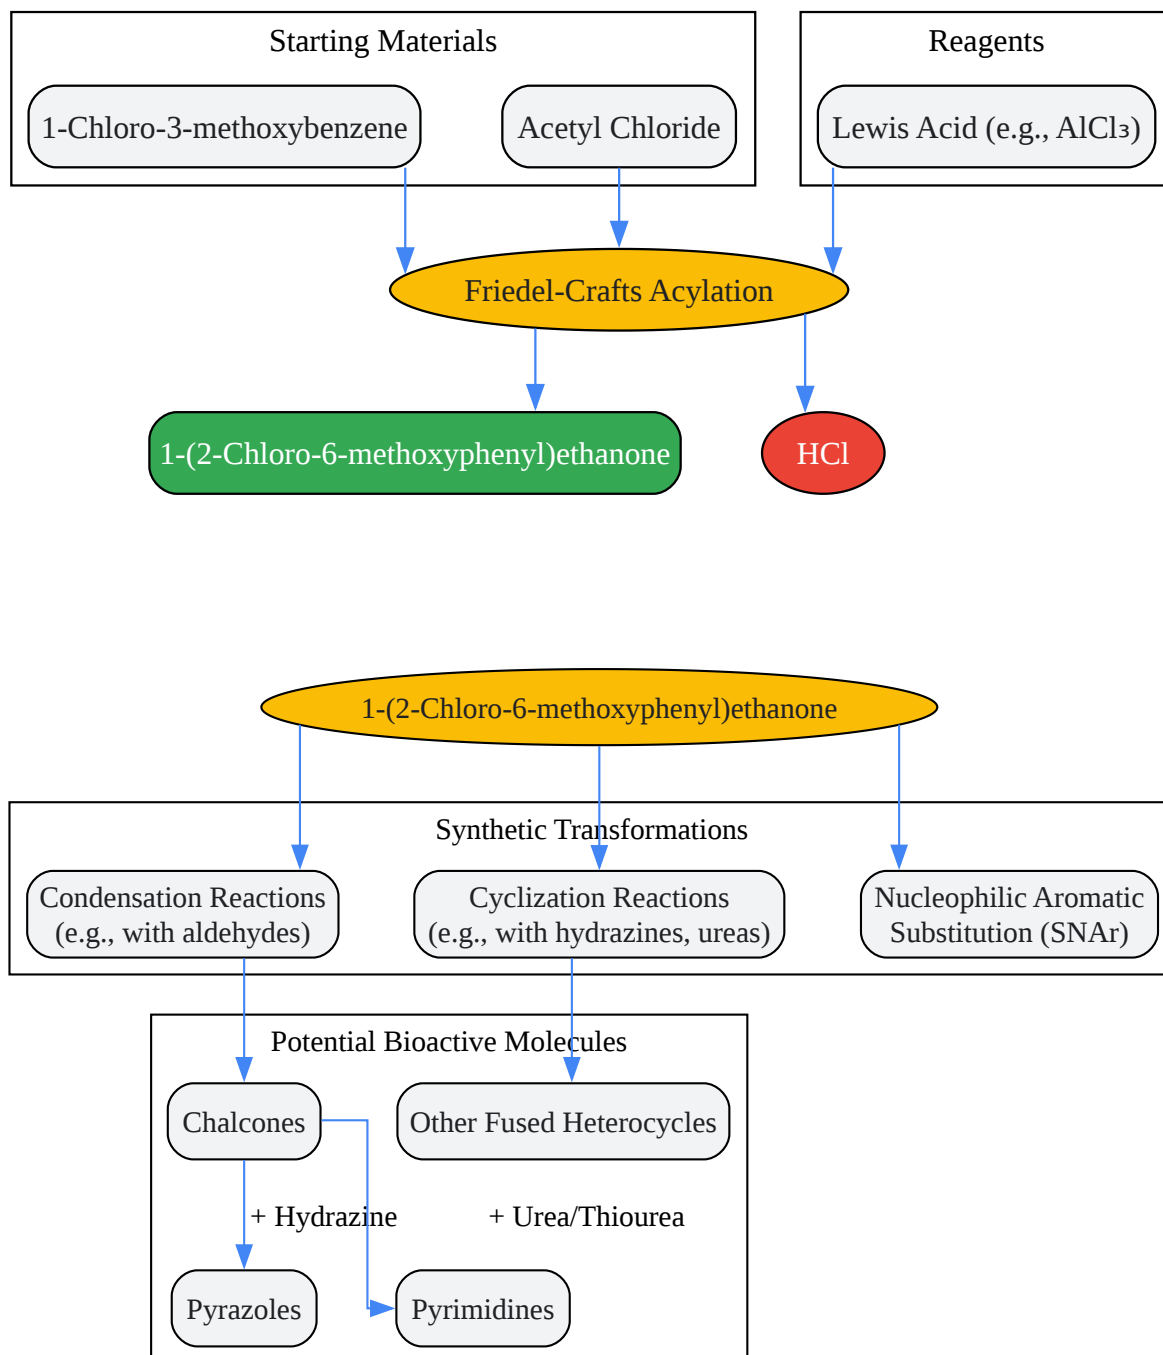 Starting Materials
Reagents
1-Chloro-3-methoxybenzene
Acetyl Chloride
Lewis Acid (e.g., AlCl₃)
Friedel-Crafts Acylation
1-(2-Chloro-6-methoxyphenyl)ethanone
HCl
1-(2-Chloro-6-methoxyphenyl)ethanone
Synthetic Transformations
Condensation Reactions
(e.g., with aldehydes)
Cyclization Reactions
(e.g., with hydrazines, ureas)
Nucleophilic Aromatic
Substitution (SNAr)
Potential Bioactive Molecules
Chalcones
Other Fused Heterocycles
+ Hydrazine
+ Urea/Thiourea
Pyrazoles
Pyrimidines